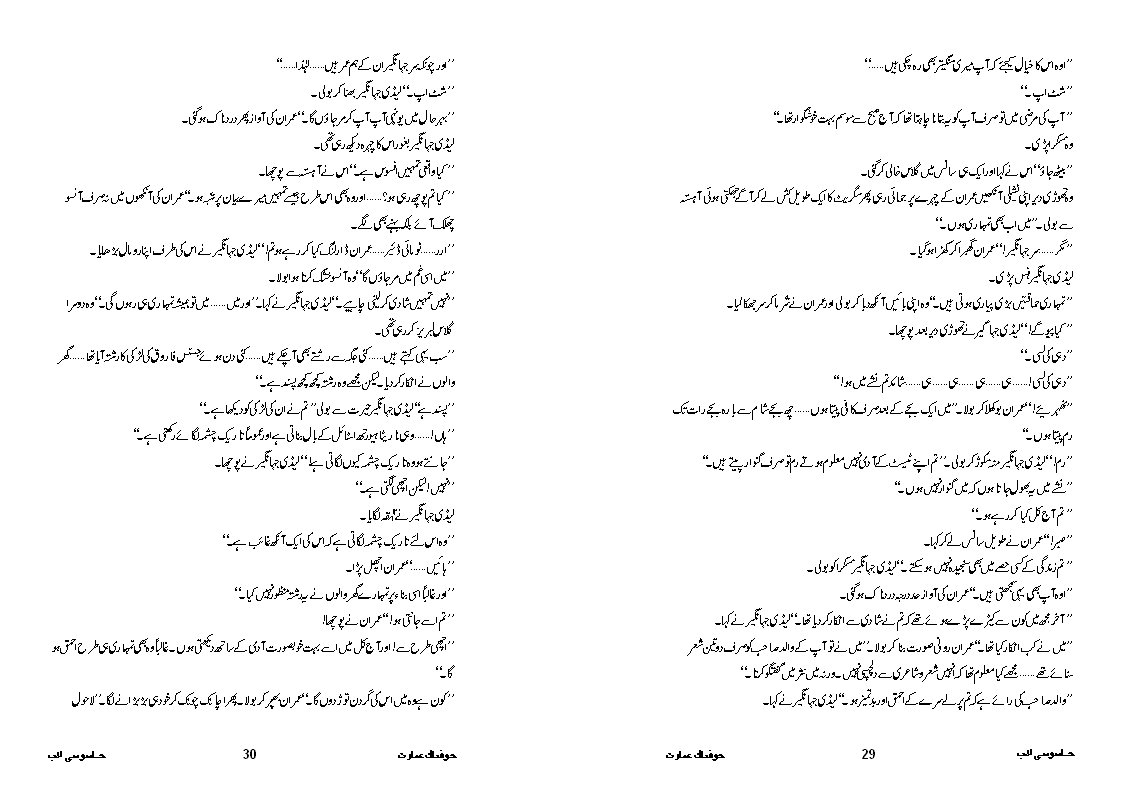 ’’اوہ اس کا خیال کیجئے کہ آپ میری منگیتر بھی رہ چکی ہیں.....‘‘
’’شٹ اپ۔‘‘
’’آپ کی مرضی میں تو صرف آپ کو یہ بتانا چاہتا تھا کہ آج صبح سے موسم بہت خوشگوار تھا۔‘‘
وہ مسکرا پڑی۔
’’بیٹھ جاؤ‘‘ اس نے کہا اور ایک ہی سانس میں گلاس خالی کر گئی۔
وہ تھوڑی دیر اپنی نشیلی آنکھیں عمران کے چہرے پر جمائی رہی پھر سگریٹ کا ایک طویل کش لے کر آگے جھکتی ہوئی آہستہ
سے بولی۔’’میں اب بھی تمہاری ہوں۔‘‘
’’مگر.....سر جہانگیر!‘‘ عمران گھبرا کر کھڑا ہو گیا۔
لیڈی جہانگیر ہنس پڑی۔
’’تمہاری حماقتیں بڑی پیاری ہوتی ہیں۔‘‘ وہ اپنی بائیں آنکھ دبا کر بولی اور عمران نے شرما کر سر جھکا لیا۔
’’کیا پیو گے!‘‘ لیڈی جہانگیر نے تھوڑی دیر بعد پوچھا۔
’’دہی کی لسی۔‘‘
’’دہی کی لسی!.....ہی.....ہی.....ہی.....ہی.....شائد تم نشے میں ہو!‘‘
’’ٹھہریئے!‘‘ عمران بوکھلا کر بولا۔’’میں ایک بجے کے بعد صرف کافی پیتا ہوں.....چھ بجے شام سے بارہ بجے رات تک
رم پیتا ہوں۔‘‘
’’رم!‘‘ لیڈی جہانگیر منہ سکوڑ کر بولی۔’’تم اپنے ٹیسٹ کے آدمی نہیں معلوم ہوتے رم تو صرف گنوار پیتے ہیں۔‘‘
’’نشے میں یہ بھول جاتا ہوں کہ میں گنوار نہیں ہوں۔‘‘
’’تم آج کل کیا کر رہے ہو۔‘‘
’’صبر!‘‘ عمران نے طویل سانس لے کر کہا۔
’’تم زندگی کے کسی حصے میں بھی سنجیدہ نہیں ہو سکتے۔‘‘ لیڈی جہانگیر مسکرا کر بولی۔
’’اوہ آپ بھی یہی سمجھتی ہیں۔‘‘ عمران کی آواز حد درجہ دردناک ہو گئی۔
’’آخر مجھ میں کون سے کیڑے پڑے ہوئے تھے کہ تم نے شادی سے انکار کر دیا تھا۔‘‘ لیڈی جہانگیر نے کہا۔
’’میں نے کب انکار کیا تھا۔‘‘ عمران رونی صورت بنا کر بولا۔’’میں نے تو آپ کے والد صاحب کو صرف دو تین شعر
سنائے تھے.....مجھے کیا معلوم تھا کہ انہیں شعر و شاعری سے دلچسپی نہیں۔ ورنہ میں نثر میں گفتگو کرتا۔‘‘
’’والد صاحب کی رائے ہے کہ تم پرلے سرے کے احمق اور بدتمیز ہو۔‘‘ لیڈی جہانگیر نے کہا۔
جاسوسی ادب
29
خوفناک عمارت
’’اور چونکہ سر جہانگیر ان کے ہم عمر ہیں.....لہٰذا.....‘‘
’’شٹ اپ۔‘‘ لیڈی جہانگیر بھنا کر بولی۔
’’بہر حال میں یونہی آپ آپ کر مر جاؤں گا۔‘‘ عمران کی آواز پھر دردناک ہو گئی۔
لیڈی جہانگیر بغور اس کا چہرہ دیکھ رہی تھی۔
’’کیا واقعی تمہیں افسوس ہے۔‘‘ اس نے آہستہ سے پوچھا۔
’’کیا تم پوچھ رہی ہو؟.....اور وہ بھی اس طرح جیسے تمہیں میرے بیان پر شبہ ہو۔‘‘ عمران کی آنکھوں میں نہ صرف آنسو
چھلک آئے بلکہ بہنے بھی لگے۔
’’ارر.....نو مائی ڈئیر.....عمران ڈارلنگ کیا کر رہے ہو تم!‘‘ لیڈی جہانگیر نے اس کی طرف اپنا رومال بڑھایا۔
’’میں اسی غم میں مر جاؤں گا‘‘ وہ آنسو خشک کرتا ہوا بولا۔
’’نہیں تمہیں شادی کر لینی چاہیے۔‘‘ لیڈی جہانگیر نے کہا۔’’اور میں.....میں تو ہمیشہ تمہاری ہی رہوں گی۔‘‘ وہ دوسرا
گلاس لبریز کر رہی تھی۔
’’سب یہی کہتے ہیں.....کئی جگہ سے رشتے بھی آ چکے ہیں.....کئی دن ہوئے جسٹس فاروق کی لڑکی کا رشتہ آیا تھا.....گھر
والوں نے انکار کر دیا۔ لیکن مجھے وہ رشتہ کچھ کچھ پسند ہے۔‘‘
’’پسند ہے‘‘ لیڈی جہانگیر حیرت سے بولی’’تم نے ان کی لڑکی کو دیکھا ہے۔‘‘
’’ہاں!.....وہی نا ریٹا ہیورتھ اسٹائل کے بال بناتی ہے اور عموماً تاریک چشمہ لگائے رکھتی ہے۔‘‘
’’جانتے ہو وہ تاریک چشمہ کیوں لگاتی ہے!‘‘ لیڈی جہانگیر نے پوچھا۔
’’نہیں! لیکن اچھی لگتی ہے۔‘‘
لیڈی جہانگیر نے قہقہہ لگایا۔
’’وہ اس لئے تاریک چشمہ لگاتی ہے کہ اس کی ایک آنکھ غائب ہے۔‘‘
’’ہائیں.....‘‘ عمران اچھل پڑا۔
’’اور غالباً اسی بناء پر تمہارے گھر والوں نے یہ رشتہ منظور نہیں کیا۔‘‘
’’تم اسے جانتی ہو!‘‘ عمران نے پوچھا!
’’اچھی طرح سے! اور آج کل میں اسے بہت خوبصورت آدمی کے ساتھ دیکھتی ہوں۔ غالباً وہ بھی تمہاری ہی طرح احمق ہو
گا۔‘‘
’’کون ہے وہ میں اس کی گردن توڑ دوں گا۔‘‘ عمران بپھر کر بولا۔ پھر اچانک چونک کر خود ہی بڑبڑانے لگا۔’’لاحول
خوفناک عمارت
30
جاسوسی ادب